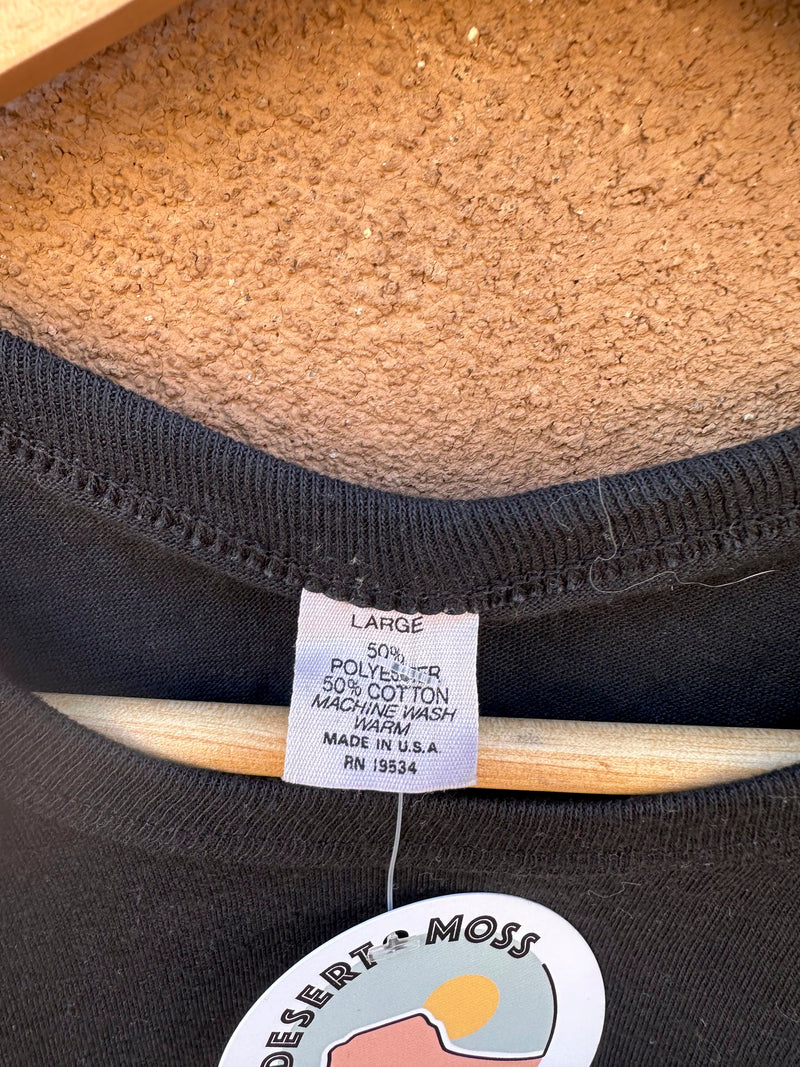 LARGE
50%
POLYESTER
50% COTTON
MACHINE WASH
WARM
MADE IN U.S.A
RN 19534
DESERT MOSS